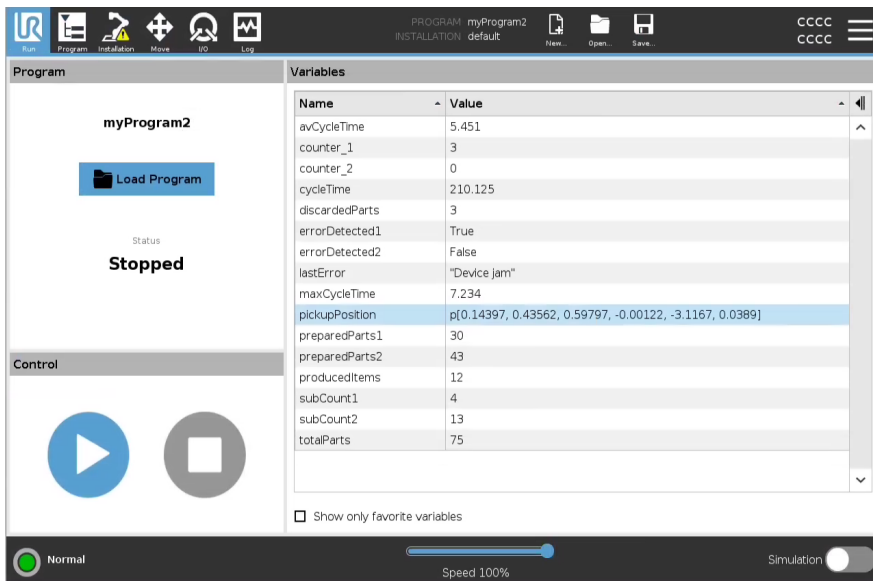 UR
Run
Program
Installation
Move
I/O
Log
PROGRAM myProgram2
INSTALLATION default
New...
Open...
Save...
CCCC
CCCC
Program
myProgram2
Load Program
Status
Stopped
Control
Variables
Name Value
avCycleTime 5.451
counter_1 3
counter_2 0
cycleTime 210.125
discardedParts 3
errorDetected1 True
errorDetected2 False
lastError "Device jam"
maxCycleTime 7.234
pickupPosition p[0.14397, 0.43562, 0.59797, -0.00122, -3.1167, 0.0389]
preparedParts1 30
preparedParts2 43
producedItems 12
subCount1 4
subCount2 13
totalParts 75
Show only favorite variables
Normal
Speed 100%
Simulation